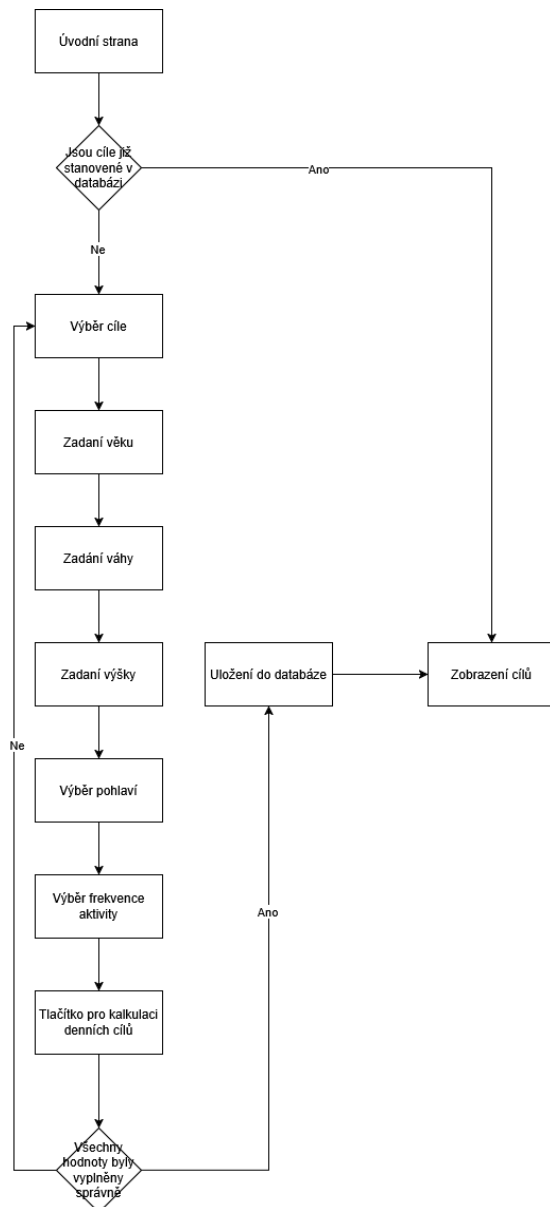 Úvodní strana
Jsou cíle již
stanovené v
databázi
Ano
Ne
Výběr cíle
Zadaní věku
Zadání váhy
Zadaní výšky
Uložení do databáze
Zobrazení cílů
Ne
Výběr pohlaví
Výběr frekvence
aktivity
Ano
Tlačítko pro kalkulaci
denních cílů
Všechny
hodnoty byly
vyplněny
správně